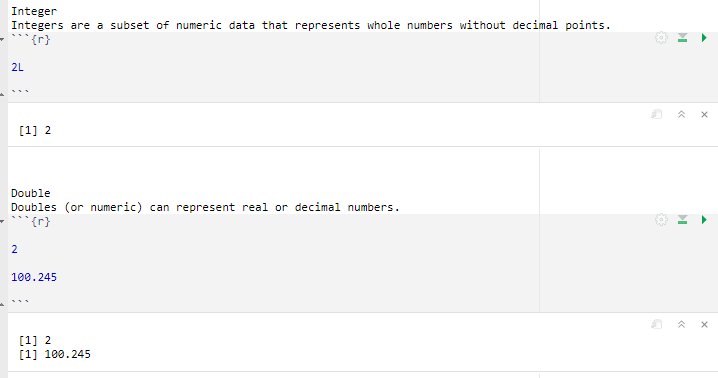 Integer
Integers are a subset of numeric data that represents whole numbers without decimal points.
```{r}
2L
```
[1] 2
Double
Doubles (or numeric) can represent real or decimal numbers.
```{r}
2
100.245
```
[1] 2
[1] 100.245